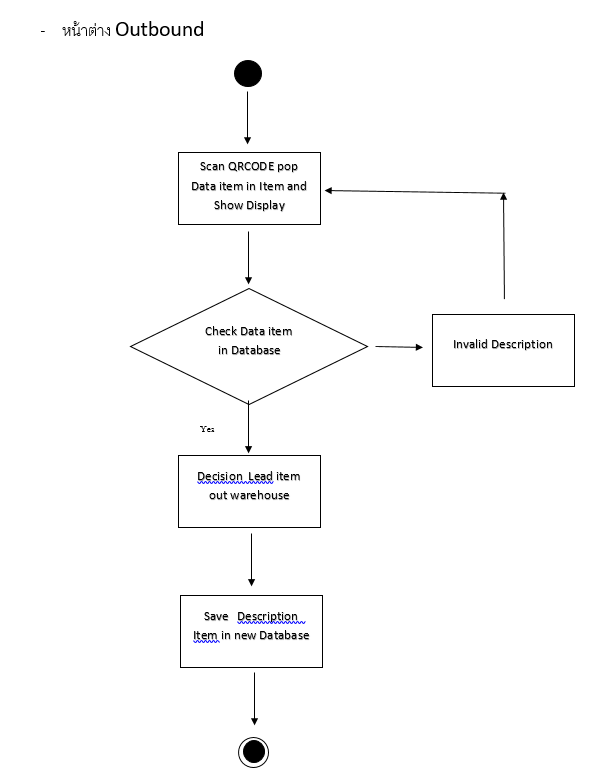 - หน้าต่าง Outbound
Scan QRCODE pop
Data item in Item and
Show Display
Check Data item
in Database
Invalid Description
Yes
Decision Lead item
out warehouse
Save Description
Item in new Database